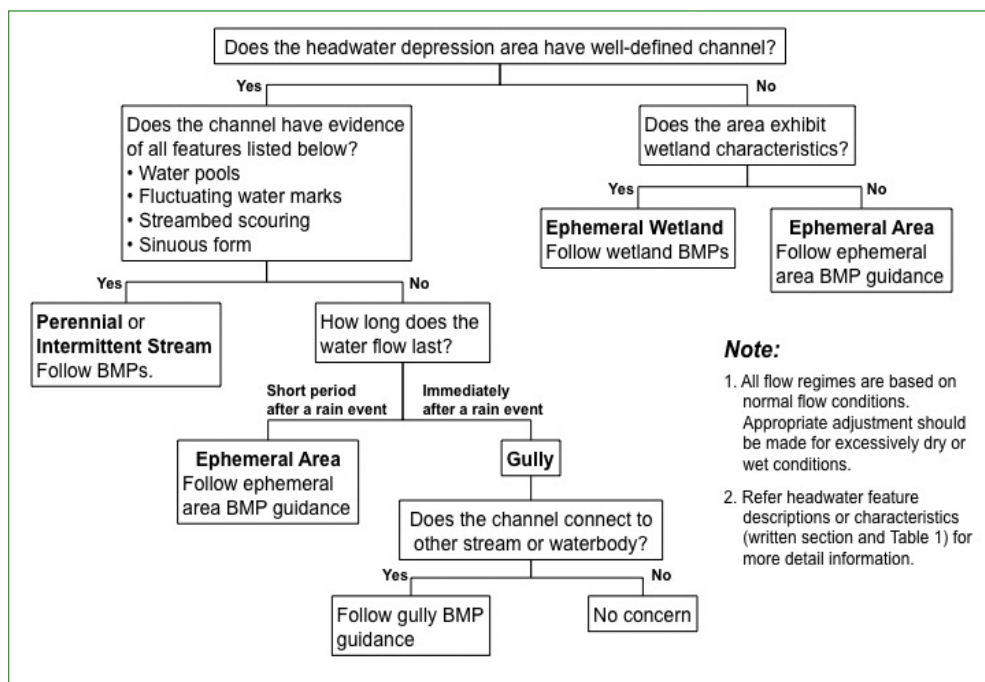 Does the headwater depression area have well-defined channel?
Yes
No
Does the channel have evidence
of all features listed below?
• Water pools
• Fluctuating water marks
• Streambed scouring
• Sinuous form
Does the area exhibit
wetland characteristics?
Yes
No
Ephemeral Wetland
Follow wetland BMPs
Ephemeral Area
Follow ephemeral
area BMP guidance
Yes
No
Perennial or
Intermittent Stream
Follow BMPs.
How long does the
water flow last?
Short period
after a rain event
Immediately
after a rain event
Ephemeral Area
Follow ephemeral
area BMP guidance
Gully
Does the channel connect to
other stream or waterbody?
Yes
No
Follow gully BMP
guidance
No concern
Note:
1. All flow regimes are based on
normal flow conditions.
Appropriate adjustment should
be made for excessively dry or
wet conditions.
2. Refer headwater feature
descriptions or characteristics
(written section and Table 1) for
more detail information.